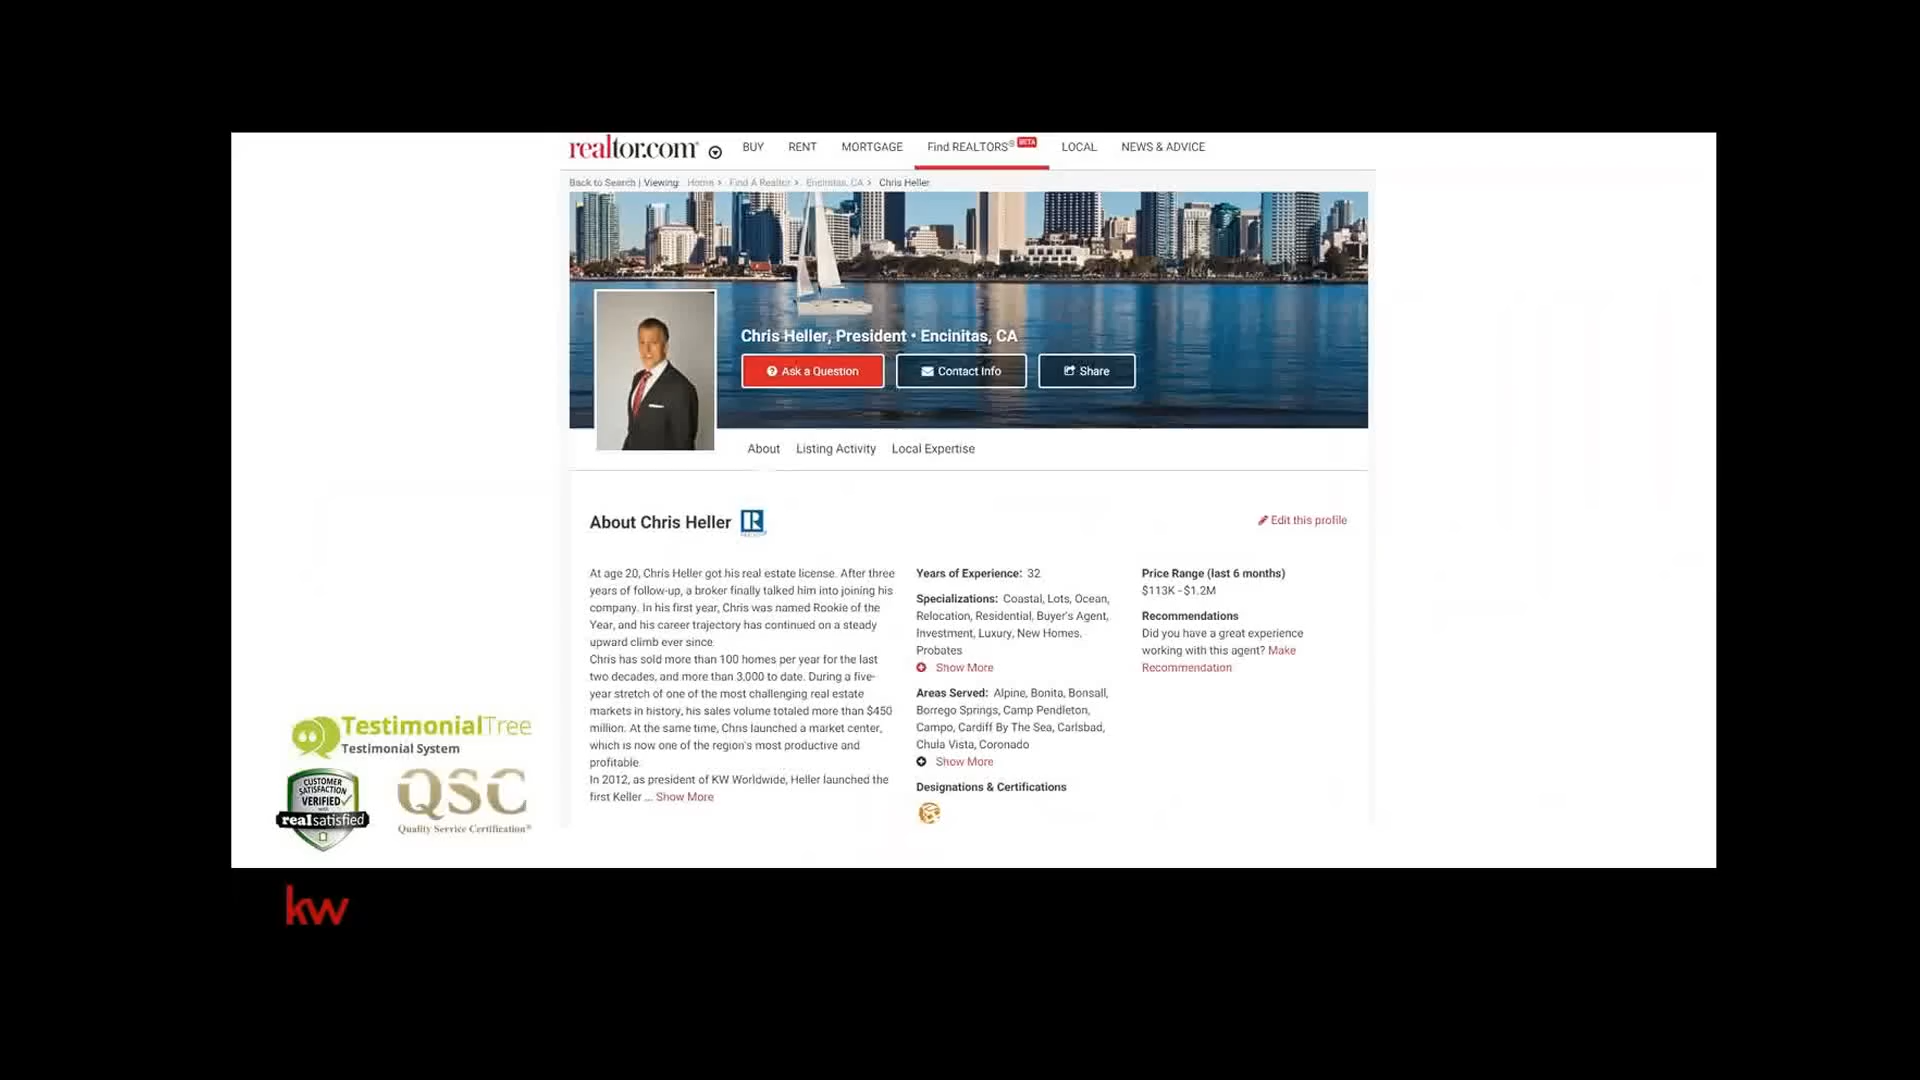 realtor.com®
BUY RENT MORTGAGE Find REALTORS® BETA LOCAL NEWS & ADVICE
Back to Search | Viewing: Home > Find A Realtor > Encinitas, CA > Chris Heller
Chris Heller, President • Encinitas, CA
Ask a Question Contact Info Share
About Listing Activity Local Expertise
About Chris Heller R
Edit this profile
At age 20, Chris Heller got his real estate license. After three
years of follow-up, a broker finally talked him into joining his
company. In his first year, Chris was named Rookie of the
Year, and his career trajectory has continued on a steady
upward climb ever since.
Chris has sold more than 100 homes per year for the last
two decades, and more than 3,000 to date. During a five-
year stretch of one of the most challenging real estate
markets in history, his sales volume totaled more than $450
million. At the same time, Chris launched a market center,
which is now one of the region's most productive and
profitable.
In 2012, as president of KW Worldwide, Heller launched the
first Keller ... Show More
Years of Experience: 32
Specializations: Coastal, Lots, Ocean,
Relocation, Residential, Buyer's Agent,
Investment, Luxury, New Homes.
Probates
Show More
Areas Served: Alpine, Bonita, Bonsall,
Borrego Springs, Camp Pendleton,
Campo, Cardiff By The Sea, Carlsbad,
Chula Vista, Coronado
Show More
Designations & Certifications
Price Range (last 6 months)
$113K - $1.2M
Recommendations
Did you have a great experience
working with this agent? Make
Recommendation
TestimonialTree
Testimonial System
CUSTOMER
SATISFACTION
VERIFIED
with
realsatisfied
QSC
Quality Service Certification®
kw